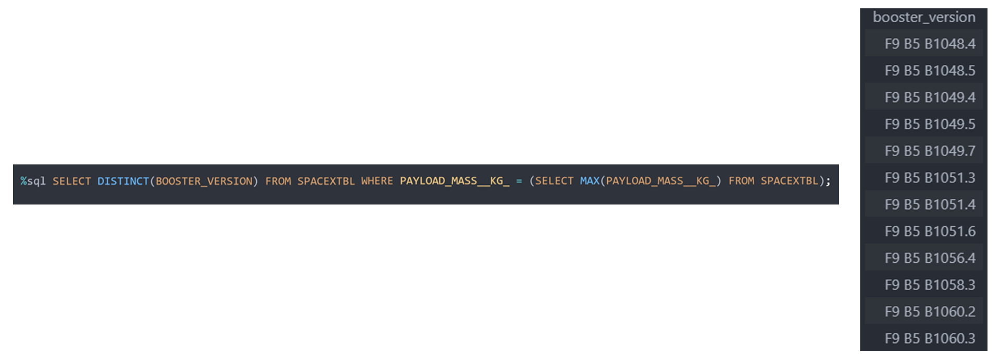 %sql SELECT DISTINCT(BOOSTER_VERSION) FROM SPACEXTBL WHERE PAYLOAD_MASS__KG_ = (SELECT MAX(PAYLOAD_MASS__KG_) FROM SPACEXTBL);
booster_version
F9 B5 B1048.4
F9 B5 B1048.5
F9 B5 B1049.4
F9 B5 B1049.5
F9 B5 B1049.7
F9 B5 B1051.3
F9 B5 B1051.4
F9 B5 B1051.6
F9 B5 B1056.4
F9 B5 B1058.3
F9 B5 B1060.2
F9 B5 B1060.3